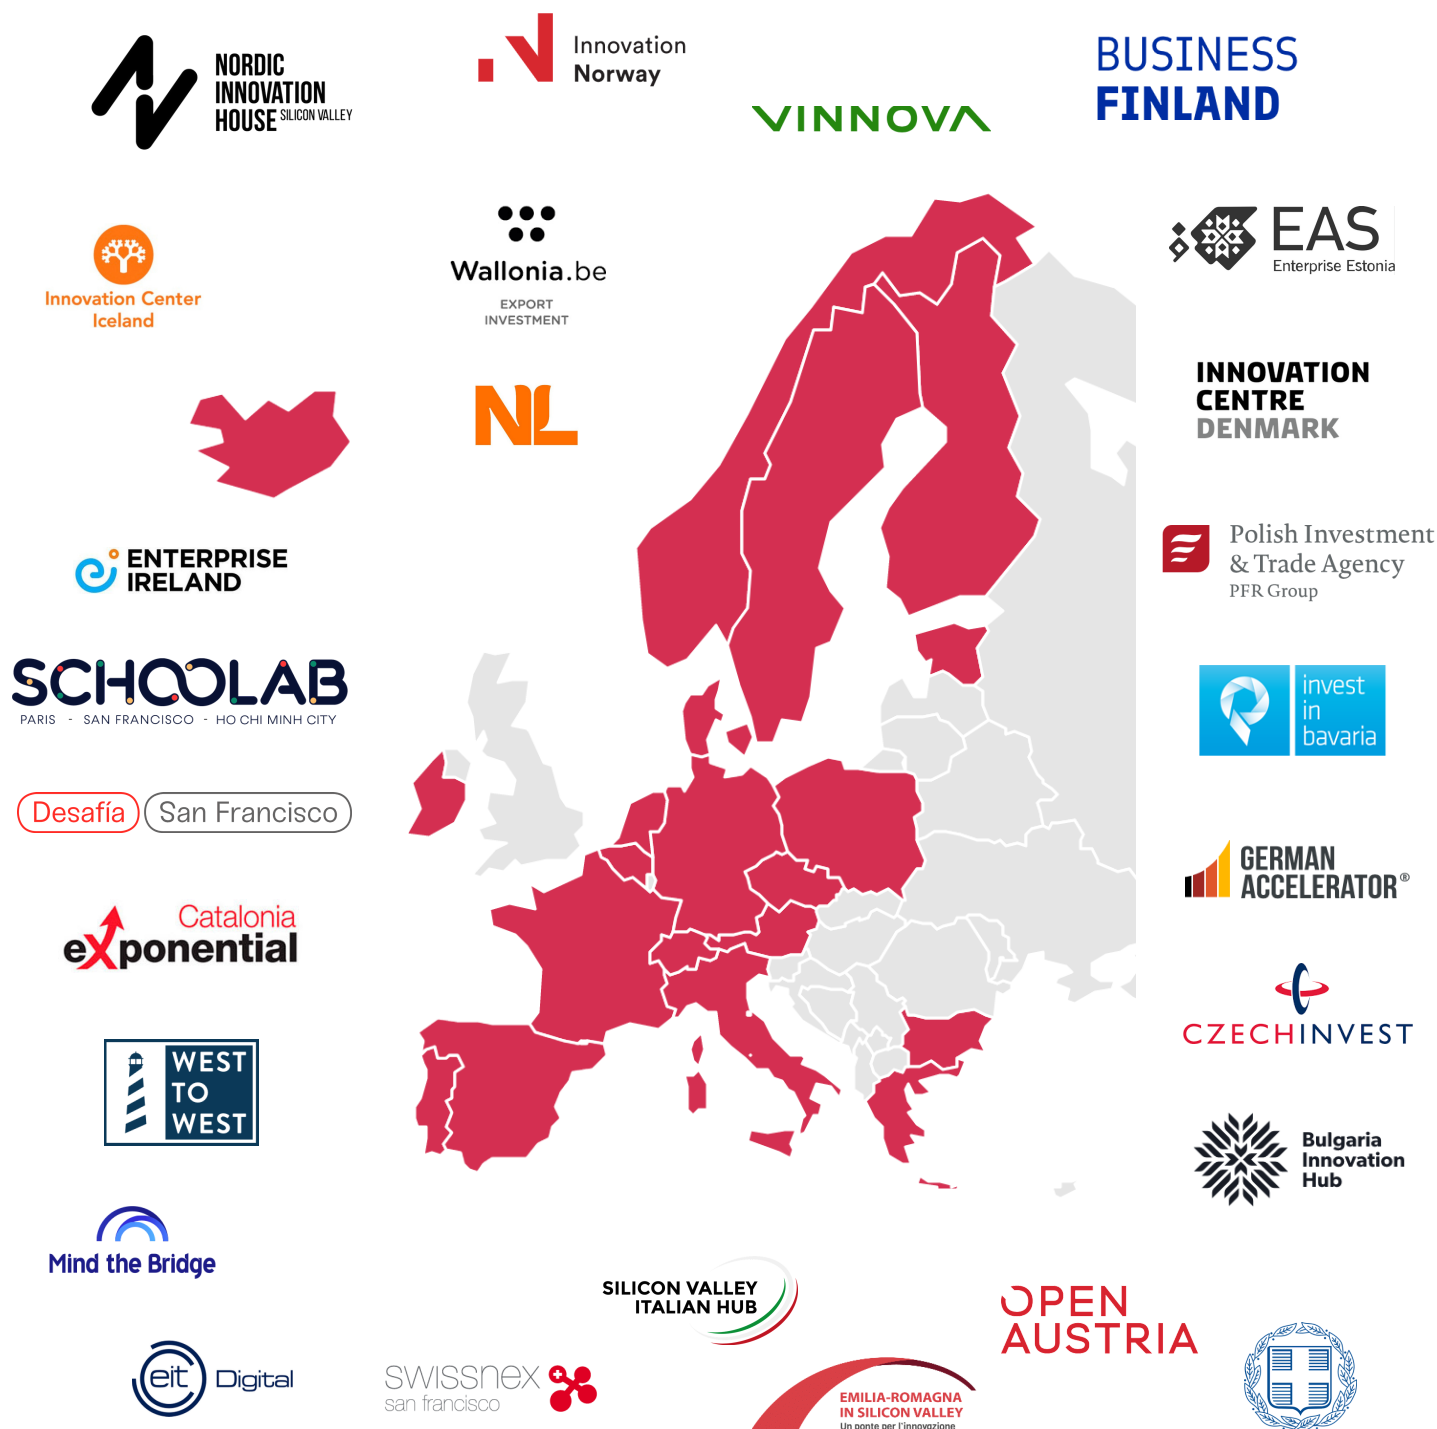 NORDIC
INNOVATION
HOUSE SILICON VALLEY
Innovation
Norway
VINNOVA
BUSINESS
FINLAND
Innovation Center
Iceland
Wallonia.be
EXPORT
INVESTMENT
EAS
Enterprise Estonia
NL
INNOVATION
CENTRE
DENMARK
ENTERPRISE
IRELAND
Polish Investment
& Trade Agency
PFR Group
SCHOOLAB
PARIS - SAN FRANCISCO - HO CHI MINH CITY
invest
in
bavaria
Desafía San Francisco
GERMAN
ACCELERATOR®
Catalonia
eXponential
CZECHINVEST
WEST
TO
WEST
Bulgaria
Innovation
Hub
Mind the Bridge
SILICON VALLEY
ITALIAN HUB
OPEN
AUSTRIA
eit Digital
swissnex
san francisco
EMILIA-ROMAGNA
IN SILICON VALLEY
Un ponte per l'innovazione